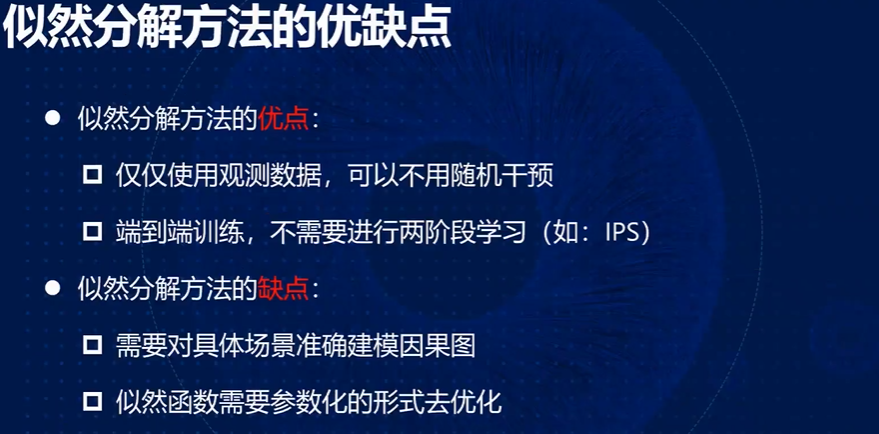 似然分解方法的优缺点
● 似然分解方法的优点：
仅仅使用观测数据，可以不用随机干预
端到端训练，不需要进行两阶段学习（如：IPS）
● 似然分解方法的缺点：
需要对具体场景准确建模因果图
似然函数需要参数化的形式去优化